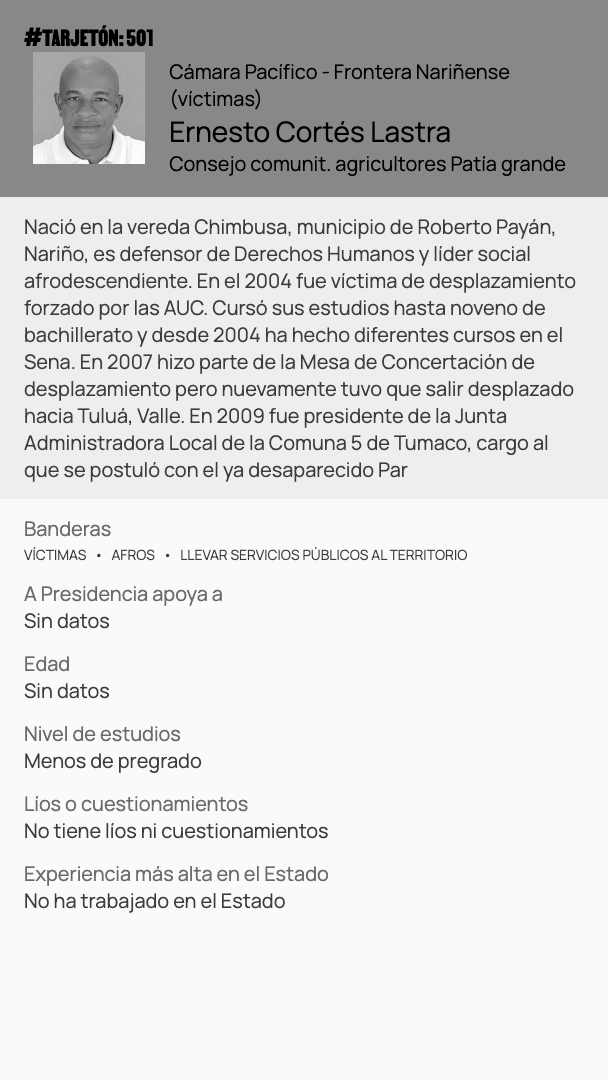 #TARJETÓN: 501
Cámara Pacífico - Frontera Nariñense
(víctimas)
Ernesto Cortés Lastra
Consejo comunit. agricultores Patía grande
Nació en la vereda Chimbusa, municipio de Roberto Payán,
Nariño, es defensor de Derechos Humanos y líder social
afrodescendiente. En el 2004 fue víctima de desplazamiento
forzado por las AUC. Cursó sus estudios hasta noveno de
bachillerato y desde 2004 ha hecho diferentes cursos en el
Sena. En 2007 hizo parte de la Mesa de Concertación de
desplazamiento pero nuevamente tuvo que salir desplazado
hacia Tuluá, Valle. En 2009 fue presidente de la Junta
Administradora Local de la Comuna 5 de Tumaco, cargo al
que se postuló con el ya desaparecido Par
Banderas
VÍCTIMAS • AFROS • LLEVAR SERVICIOS PÚBLICOS AL TERRITORIO
A Presidencia apoya a
Sin datos
Edad
Sin datos
Nivel de estudios
Menos de pregrado
Líos o cuestionamientos
No tiene líos ni cuestionamientos
Experiencia más alta en el Estado
No ha trabajado en el Estado